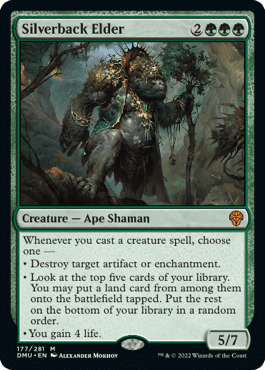 Silverback Elder 2
Creature — Ape Shaman
Whenever you cast a creature spell, choose
one —
• Destroy target artifact or enchantment.
• Look at the top five cards of your library.
You may put a land card from among them
onto the battlefield tapped. Put the rest
on the bottom of your library in a random
order.
• You gain 4 life.
5/7
177/281 M
DMU • EN ALEXANDER MOKHOV ™ & © 2022 Wizards of the Coast